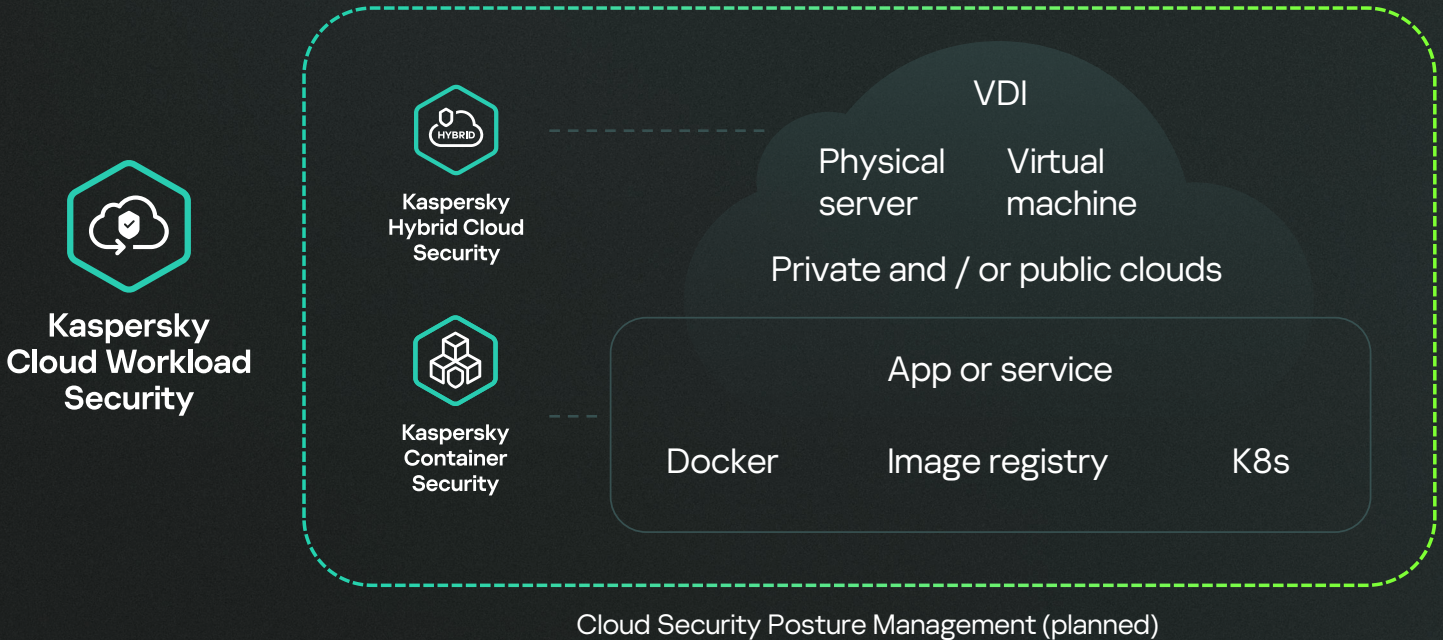 Kaspersky
Cloud Workload
Security
HYBRID
Kaspersky
Hybrid Cloud
Security
VDI
Physical
server
Virtual
machine
Private and / or public clouds
Kaspersky
Container
Security
App or service
Docker
Image registry
K8s
Cloud Security Posture Management (planned)